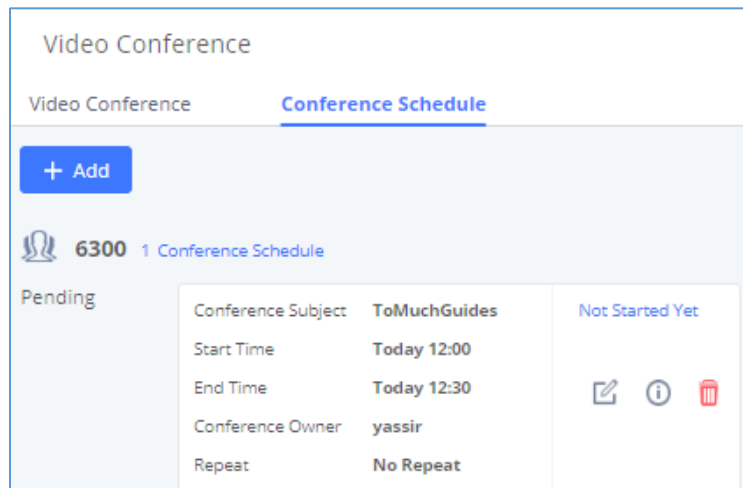 Video Conference
Video Conference Conference Schedule
+ Add
6300 1 Conference Schedule
Pending
Conference Subject ToMuchGuides Not Started Yet
Start Time Today 12:00
End Time Today 12:30
Conference Owner yassir
Repeat No Repeat